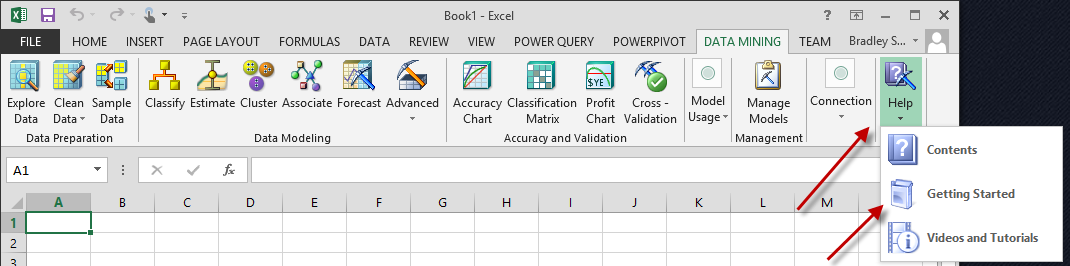 Book1 - Excel
FILE HOME INSERT PAGE LAYOUT FORMULAS DATA REVIEW VIEW POWER QUERY POWERPIVOT DATA MINING TEAM Bradley S...
Explore Data Clean Data Sample Data Classify Estimate Cluster Associate Forecast Advanced Accuracy Chart Classification Matrix Profit Chart Cross - Validation Model Usage Manage Models Connection Help
Data Preparation Data Modeling Accuracy and Validation Management
Contents
Getting Started
Videos and Tutorials
A1 fx
A B C D E F G H I J K L M
1
2
3